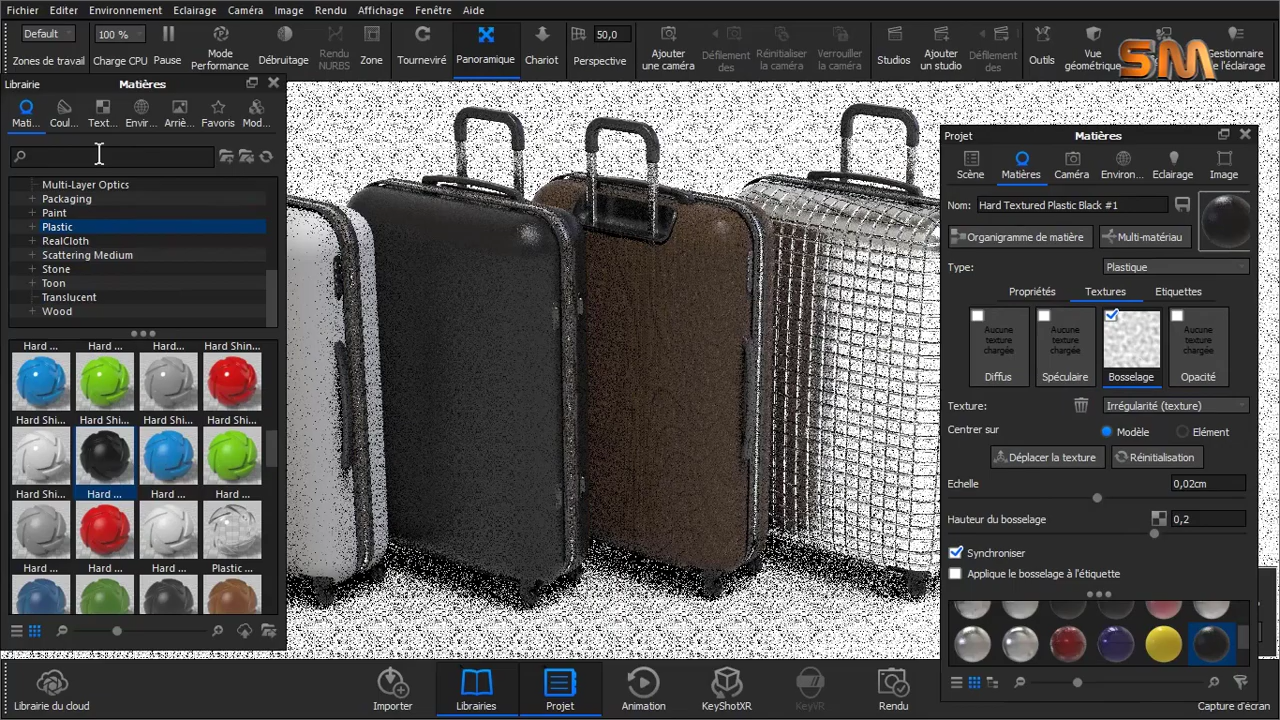 Fichier Editer Environnement Eclairage Caméra Image Rendu Affichage Fenêtre Aide
Default 100 % 50,0
Zones de travail Charge CPU Pause Mode Performance Débruitage Rendu NURBS Zone Tourneviré Panoramique Chariot Perspective Ajouter une caméra Défilement des Réinitialiser la caméra Verrouiller la caméra Studios Ajouter un studio Défilement des Outils Vue géométrique Gestionnaire de l'éclairage
SM
Librairie Matières
Mati... Coul... Text... Envir... Arriè... Favoris Mod...
Multi-Layer Optics
Packaging
Paint
Plastic
RealCloth
Scattering Medium
Stone
Toon
Translucent
Wood
Hard ... Hard ... Hard... Hard Shin...
Hard Shi... Hard Shi... Hard Shi... Hard Shi...
Hard Shi... Hard ... Hard ... Hard ...
Hard ... Hard ... Hard ... Plastic ...
Projet Matières
Scène Matières Caméra Environ... Eclairage Image
Nom: Hard Textured Plastic Black #1
Organigramme de matière Multi-matériau
Type: Plastique
Propriétés Textures Etiquettes
Aucune texture chargée Aucune texture chargée Aucune texture chargée
Diffus Spéculaire Bosselage Opacité
Texture: Irrégularité (texture)
Centrer sur Modèle Elément
Déplacer la texture Réinitialisation
Echelle 0,02cm
Hauteur du bosselage 0,2
Synchroniser
Applique le bosselage à l'étiquette
Librairie du cloud Importer Librairies Projet Animation KeyShotXR KeyVR Rendu Capture d'écran